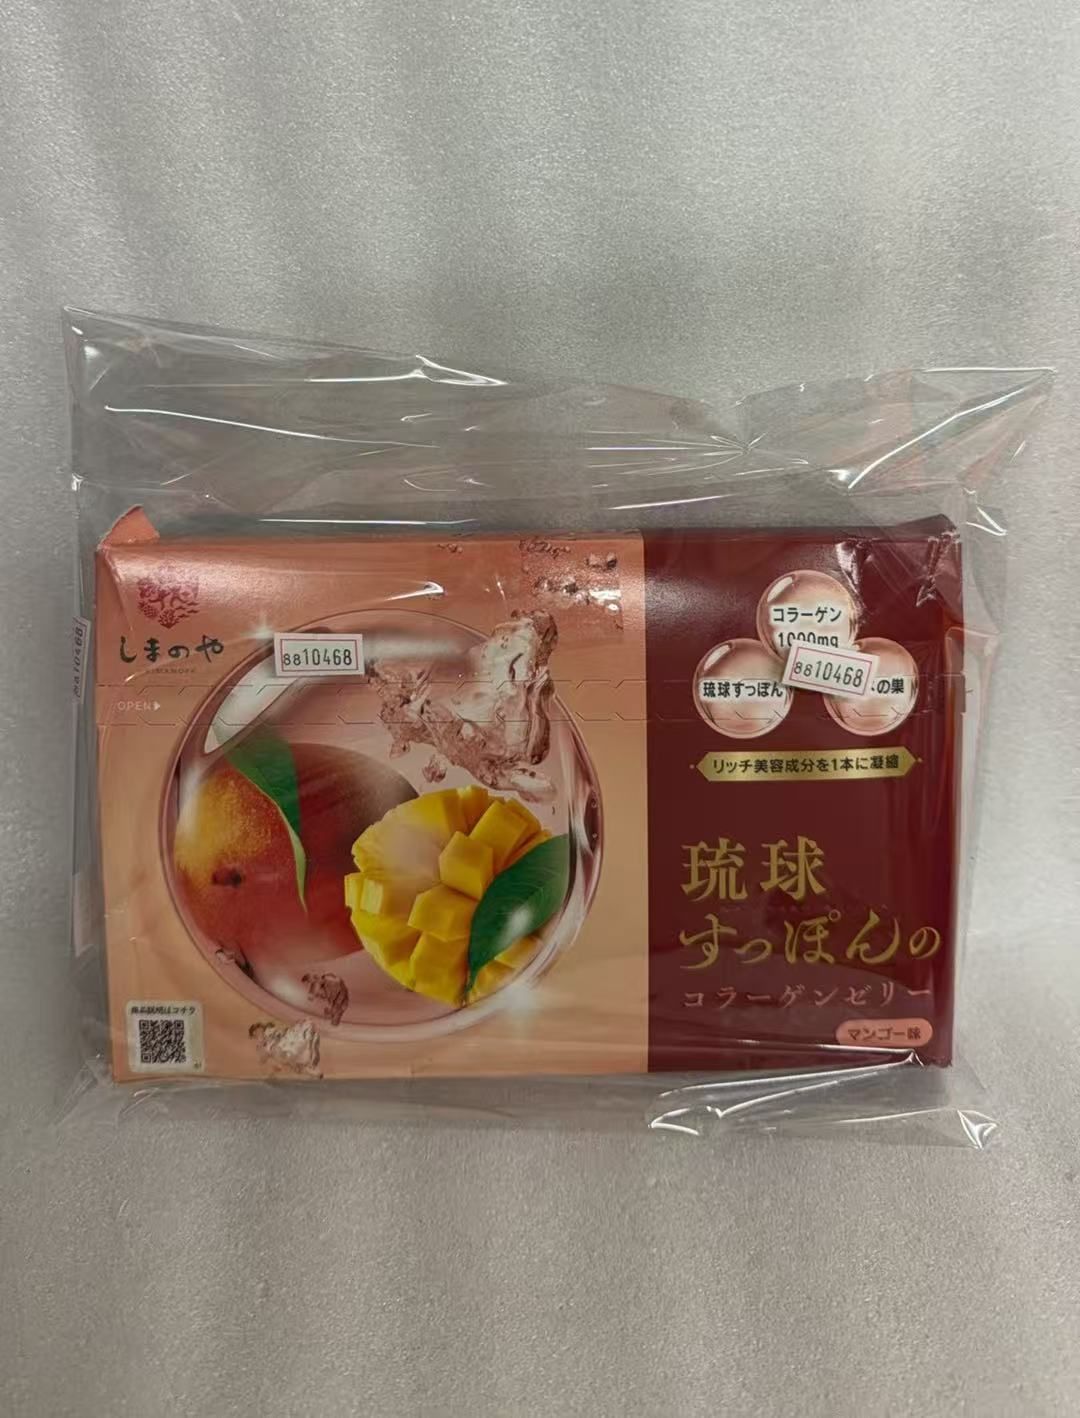 しまのや
SIMANOYA
OPEN
8810468
8810468
8810468
コラーゲン
1000mg
琉球すっぽん
の巣
リッチ美容成分を1本に凝縮
琉球
すっぽんの
コラーゲンゼリー
マンゴー味
商品説明はコチラ